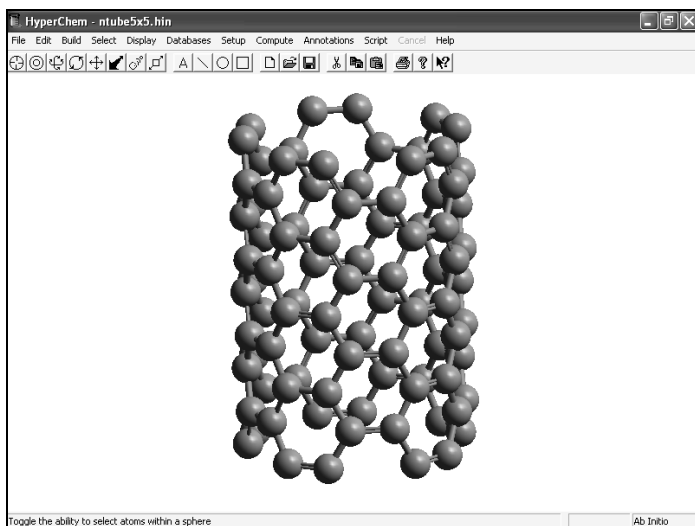 HyperChem - ntube5x5.hin
File Edit Build Select Display Databases Setup Compute Annotations Script Cancel Help
A
Toggle the ability to select atoms within a sphere
Ab Initio